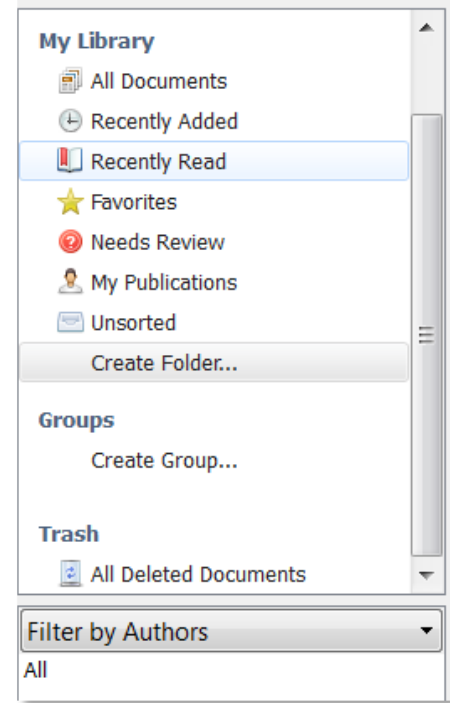 My Library
All Documents
Recently Added
Recently Read
Favorites
Needs Review
My Publications
Unsorted
Create Folder...
Groups
Create Group...
Trash
All Deleted Documents
Filter by Authors
All